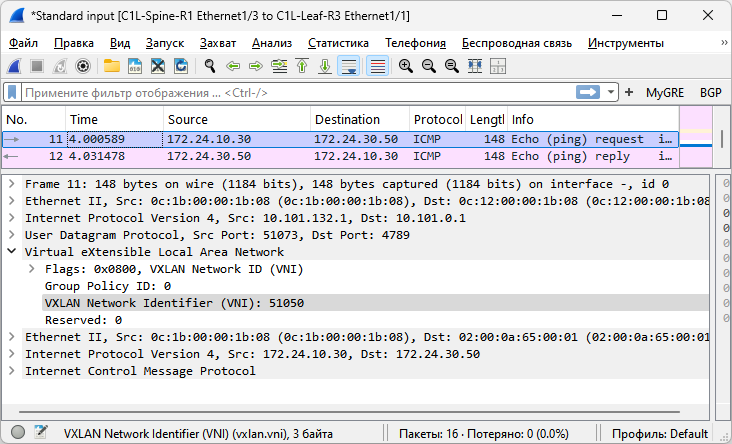 *Standard input [C1L-Spine-R1 Ethernet1/3 to C1L-Leaf-R3 Ethernet1/1]
Файл Правка Вид Запуск Захват Анализ Статистика Телефония Беспроводная связь Инструменты »
Примените фильтр отображения ... <Ctrl-/> + MyGRE BGP
No. Time Source Destination Protocol Lengtl Info
11 4.000589 172.24.10.30 172.24.30.50 ICMP 148 Echo (ping) request i…
12 4.031478 172.24.30.50 172.24.10.30 ICMP 148 Echo (ping) reply i…
Frame 11: 148 bytes on wire (1184 bits), 148 bytes captured (1184 bits) on interface -, id 0
Ethernet II, Src: 0c:1b:00:00:1b:08 (0c:1b:00:00:1b:08), Dst: 0c:12:00:00:1b:08 (0c:12:00:00:1b:08
Internet Protocol Version 4, Src: 10.101.132.1, Dst: 10.101.0.1
User Datagram Protocol, Src Port: 51073, Dst Port: 4789
Virtual eXtensible Local Area Network
Flags: 0x0800, VXLAN Network ID (VNI)
Group Policy ID: 0
VXLAN Network Identifier (VNI): 51050
Reserved: 0
Ethernet II, Src: 0c:1b:00:00:1b:08 (0c:1b:00:00:1b:08), Dst: 02:00:0a:65:00:01 (02:00:0a:65:00:01
Internet Protocol Version 4, Src: 172.24.10.30, Dst: 172.24.30.50
Internet Control Message Protocol
VXLAN Network Identifier (VNI) (vxlan.vni), 3 байта Пакеты: 16 · Потеряно: 0 (0.0%) Профиль: Default